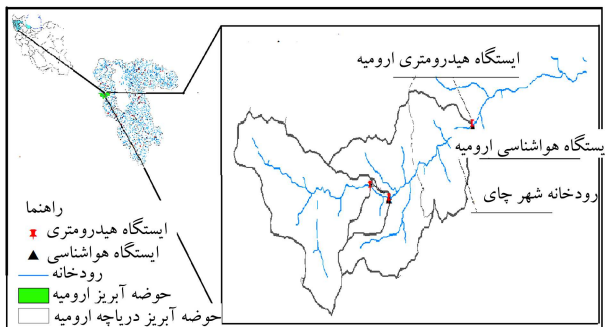 ایستگاه هیدرومتری ارومیه
یستگاه هواشناسی ارومیه
رودخانه شهر چای
راهنما
ایستگاه هیدرومتری
ایستگاه هواشناسی
رودخانه
حوضه آبریز ارومیه
حوضه آبریز دریاچه ارومیه